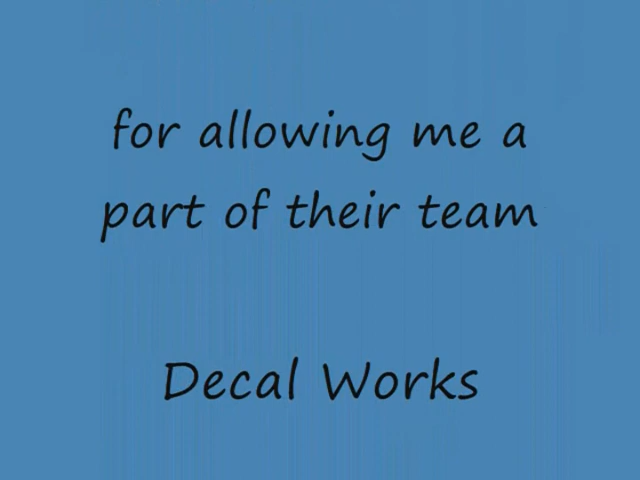 for allowing me a
part of their team
Decal Works